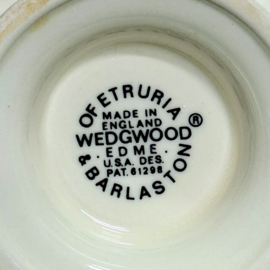 OF ETRURIA
MADE IN
ENGLAND
WEDGWOOD®
EDME
U.S.A. DES.
PAT. 61298
& BARLASTON